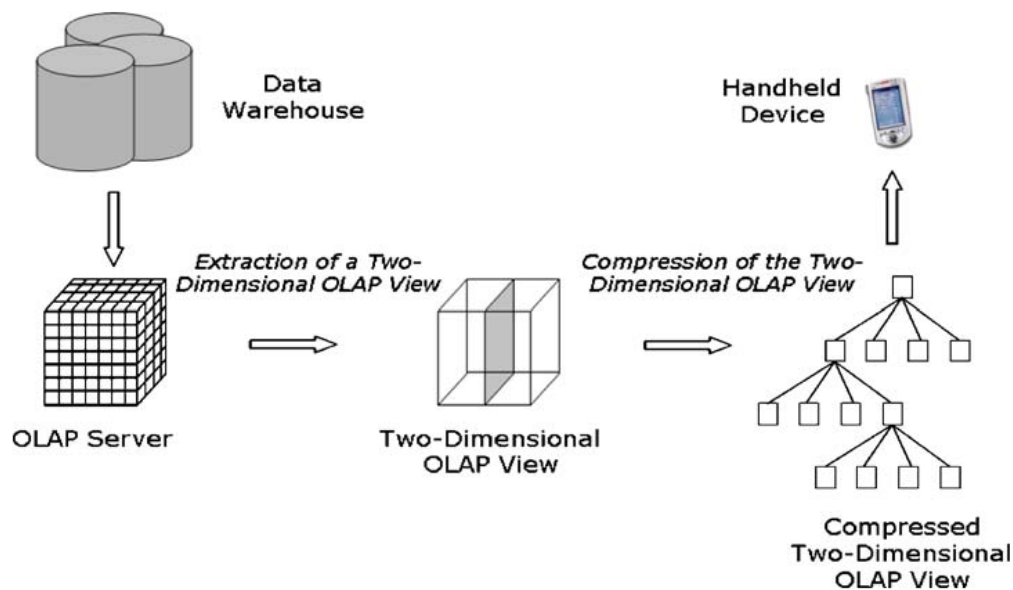 Data
Warehouse
Handheld
Device
Extraction of a Two-
Dimensional OLAP View
Compression of the Two-
Dimensional OLAP View
OLAP Server
Two-Dimensional
OLAP View
Compressed
Two-Dimensional
OLAP View